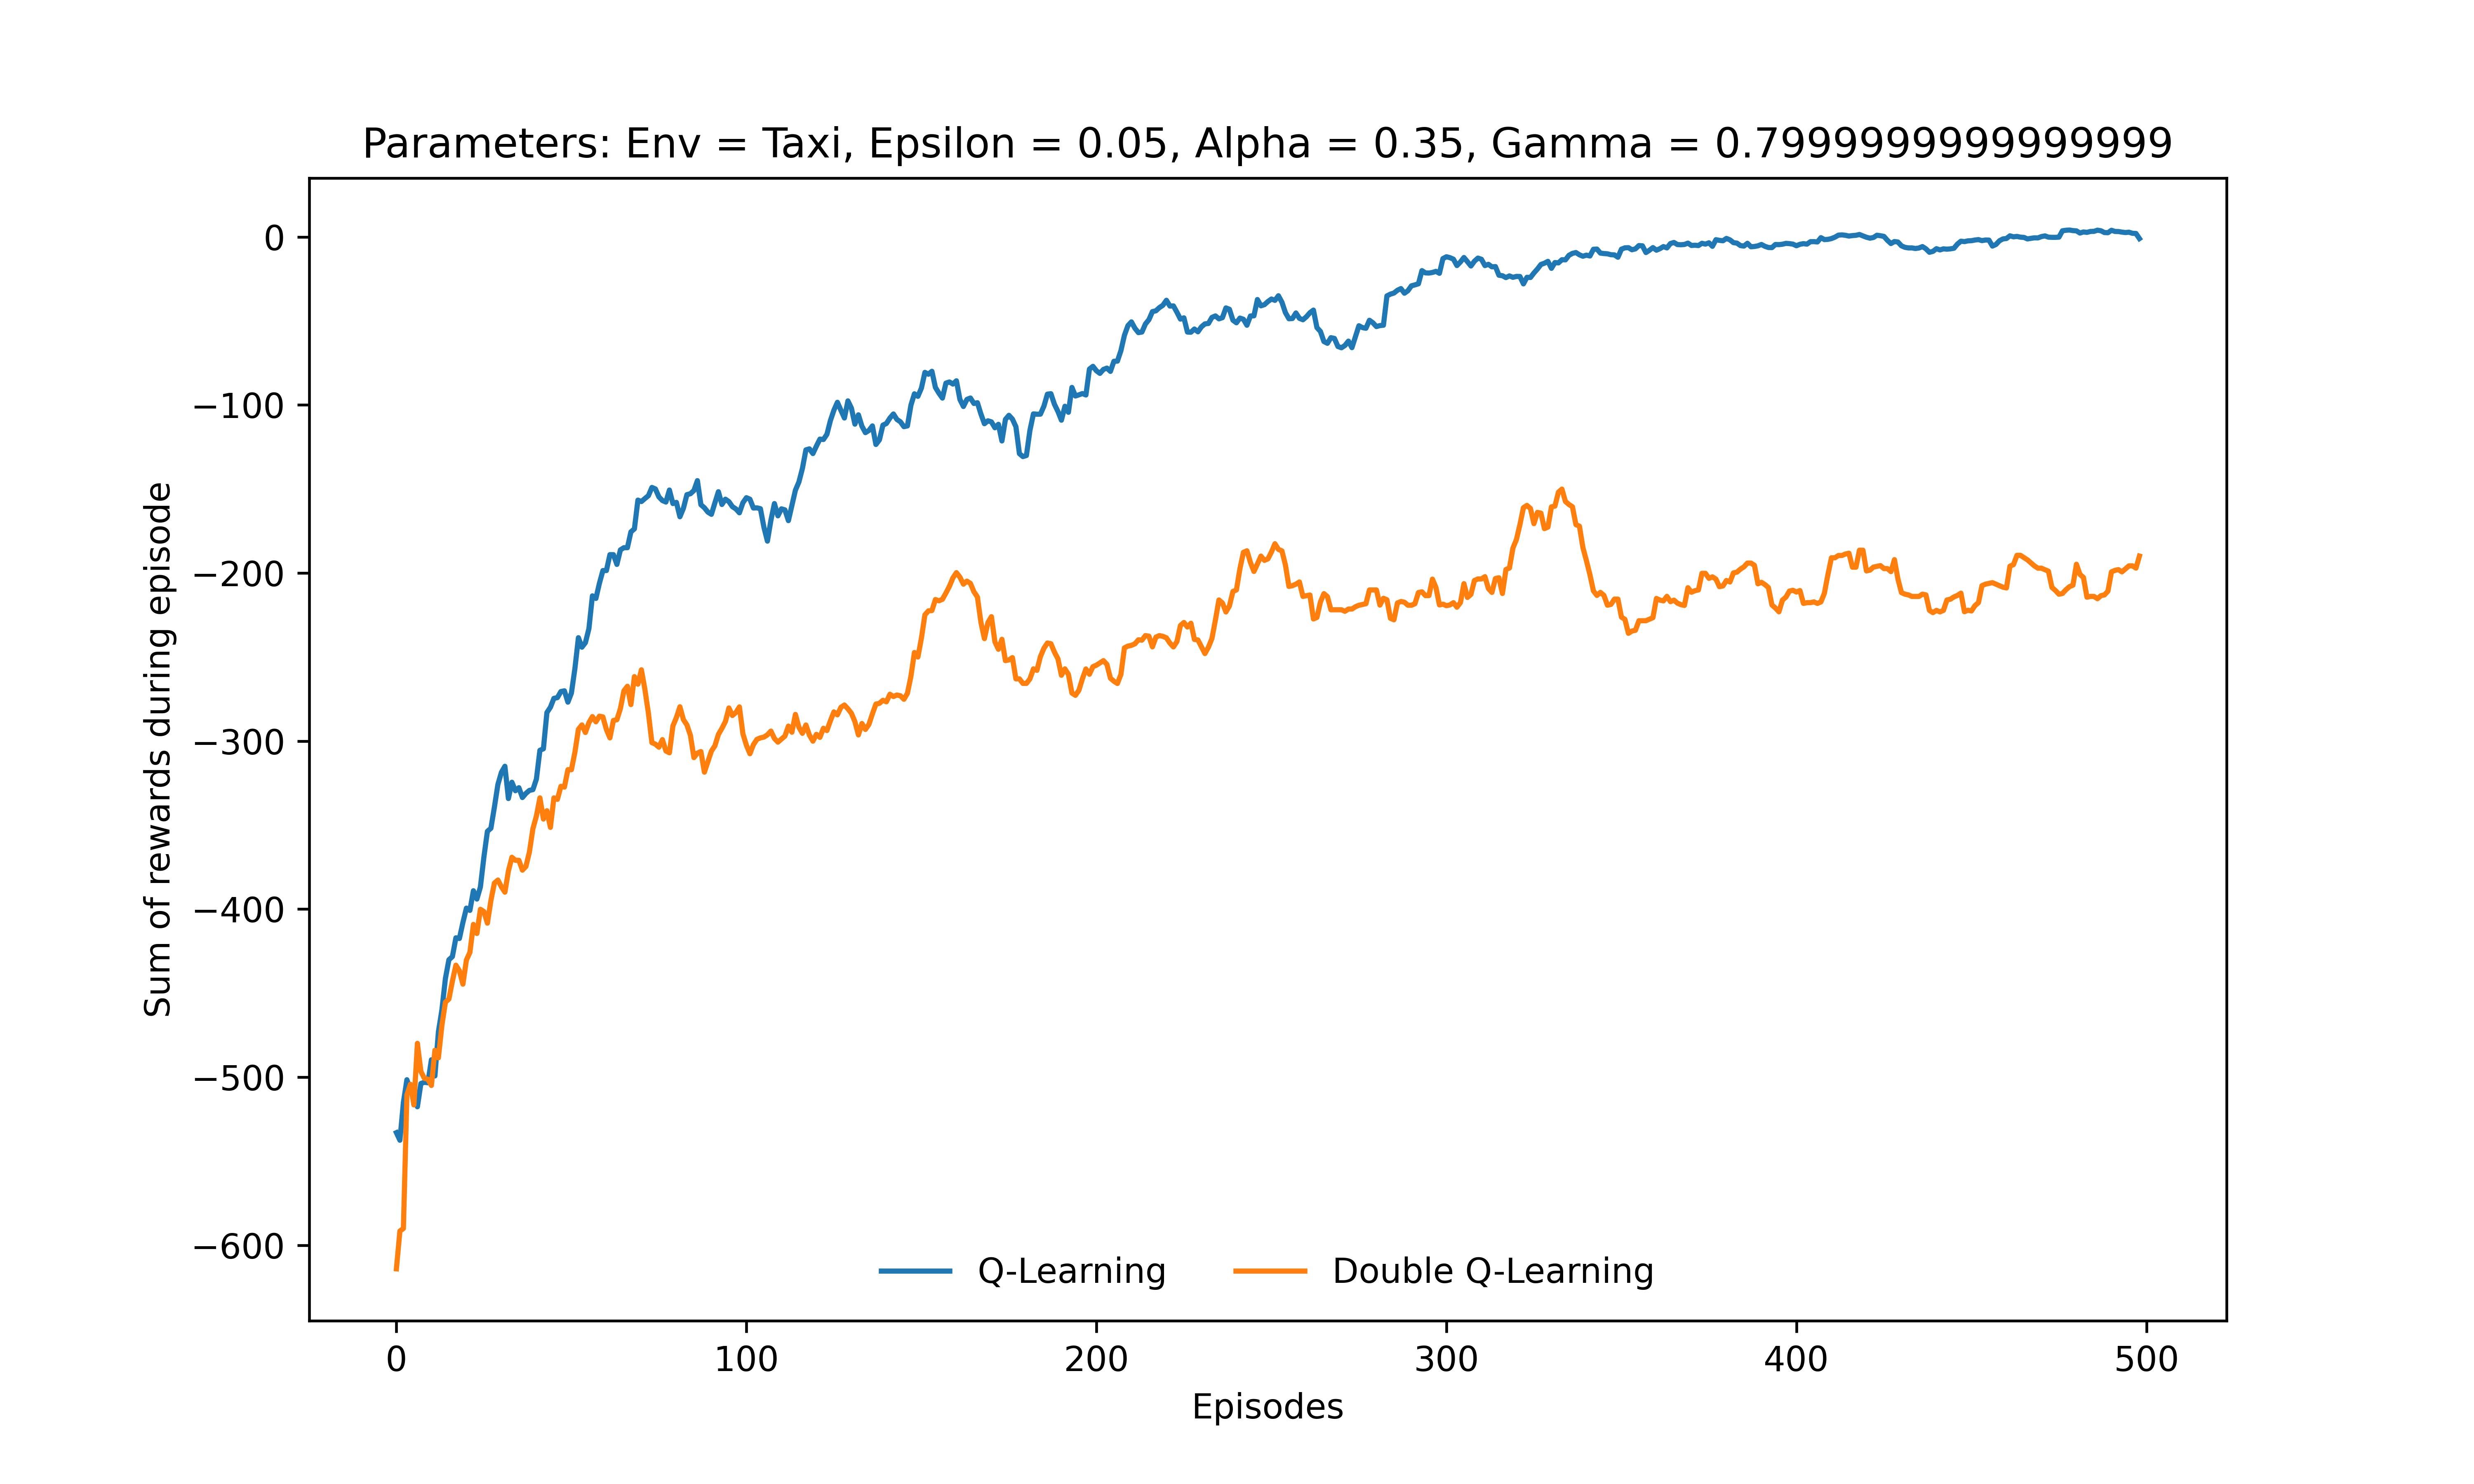 Parameters: Env = Taxi, Epsilon = 0.05, Alpha = 0.35, Gamma = 0.7999999999999999
Sum of rewards during episode
0
−100
−200
−300
−400
−500
−600
Q-Learning
Double Q-Learning
0
100
200
300
400
500
Episodes